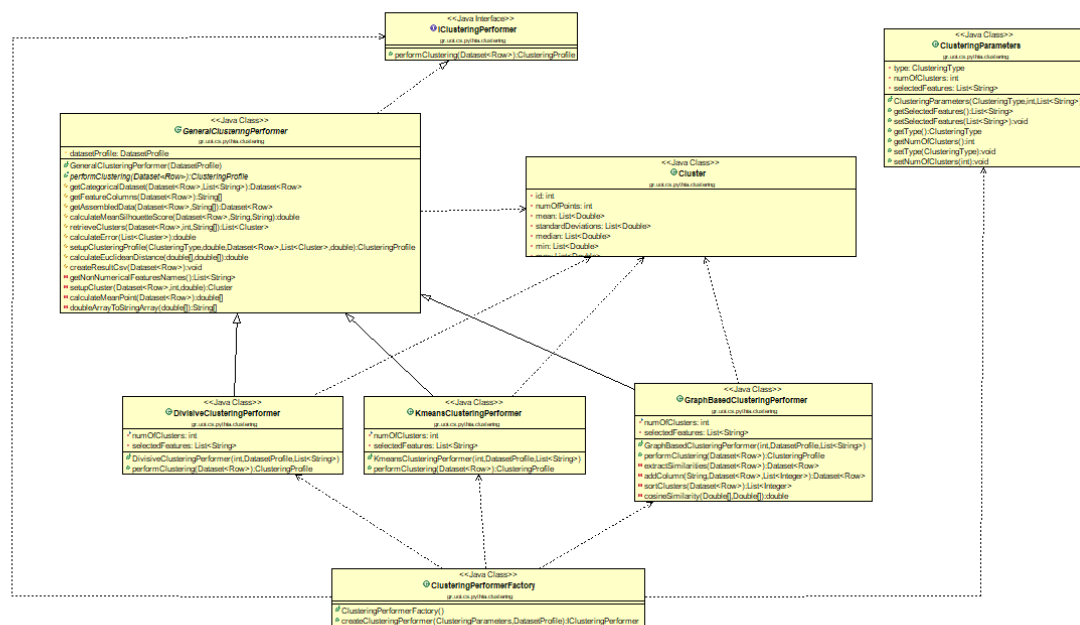 <<Java Interface>>
IClusteringPerformer
gr.uoi.cs.pythia.clustering
performClustering(Dataset<Row>):ClusteringProfile
<<Java Class>>
ClusteringParameters
gr.uoi.cs.pythia.clustering
type: ClusteringType
numOfClusters: int
selectedFeatures: List<String>
ClusteringParameters(ClusteringType,int,List<String>)
getSelectedFeatures():List<String>
setSelectedFeatures(List<String>):void
getType():ClusteringType
getNumOfClusters():int
setType(ClusteringType):void
setNumOfClusters(int):void
<<Java Class>>
GeneralClusteringPerformer
gr.uoi.cs.pythia.clustering
datasetProfile: DatasetProfile
GeneralClusteringPerformer(DatasetProfile)
performClustering(Dataset<Row>):ClusteringProfile
getCategoricalDataset(Dataset<Row>,List<String>):Dataset<Row>
getFeatureColumns(Dataset<Row>):String[]
getAssembledData(Dataset<Row>,String[]):Dataset<Row>
calculateMeanSilhouetteScore(Dataset<Row>,String,String):double
retrieveClusters(Dataset<Row>,int,String[]):List<Cluster>
calculateError(List<Cluster>):double
setupClusteringProfile(ClusteringType,double,Dataset<Row>,List<Cluster>,double):ClusteringProfile
calculateEuclideanDistance(double[],double[]):double
createResultCsv(Dataset<Row>):void
getNonNumericalFeaturesNames():List<String>
setupCluster(Dataset<Row>,int,double):Cluster
calculateMeanPoint(Dataset<Row>):double[]
doubleArrayToStringArray(double[]):String[]
<<Java Class>>
Cluster
gr.uoi.cs.pythia.clustering
id: int
numOfPoints: int
mean: List<Double>
standardDeviations: List<Double>
median: List<Double>
min: List<Double>
max: List<Double>
<<Java Class>>
DivisiveClusteringPerformer
gr.uoi.cs.pythia.clustering
numOfClusters: int
selectedFeatures: List<String>
DivisiveClusteringPerformer(int,DatasetProfile,List<String>)
performClustering(Dataset<Row>):ClusteringProfile
<<Java Class>>
KmeansClusteringPerformer
gr.uoi.cs.pythia.clustering
numOfClusters: int
selectedFeatures: List<String>
KmeansClusteringPerformer(int,DatasetProfile,List<String>)
performClustering(Dataset<Row>):ClusteringProfile
<<Java Class>>
GraphBasedClusteringPerformer
gr.uoi.cs.pythia.clustering
numOfClusters: int
selectedFeatures: List<String>
GraphBasedClusteringPerformer(int,DatasetProfile,List<String>)
performClustering(Dataset<Row>):ClusteringProfile
extractSimilarities(Dataset<Row>):Dataset<Row>
addColumn(String,Dataset<Row>,List<Integer>):Dataset<Row>
sortClusters(Dataset<Row>):List<Integer>
cosineSimilarity(Double[],Double[]):double
<<Java Class>>
ClusteringPerformerFactory
gr.uoi.cs.pythia.clustering
ClusteringPerformerFactory()
createClusteringPerformer(ClusteringParameters,DatasetProfile):IClusteringPerformer